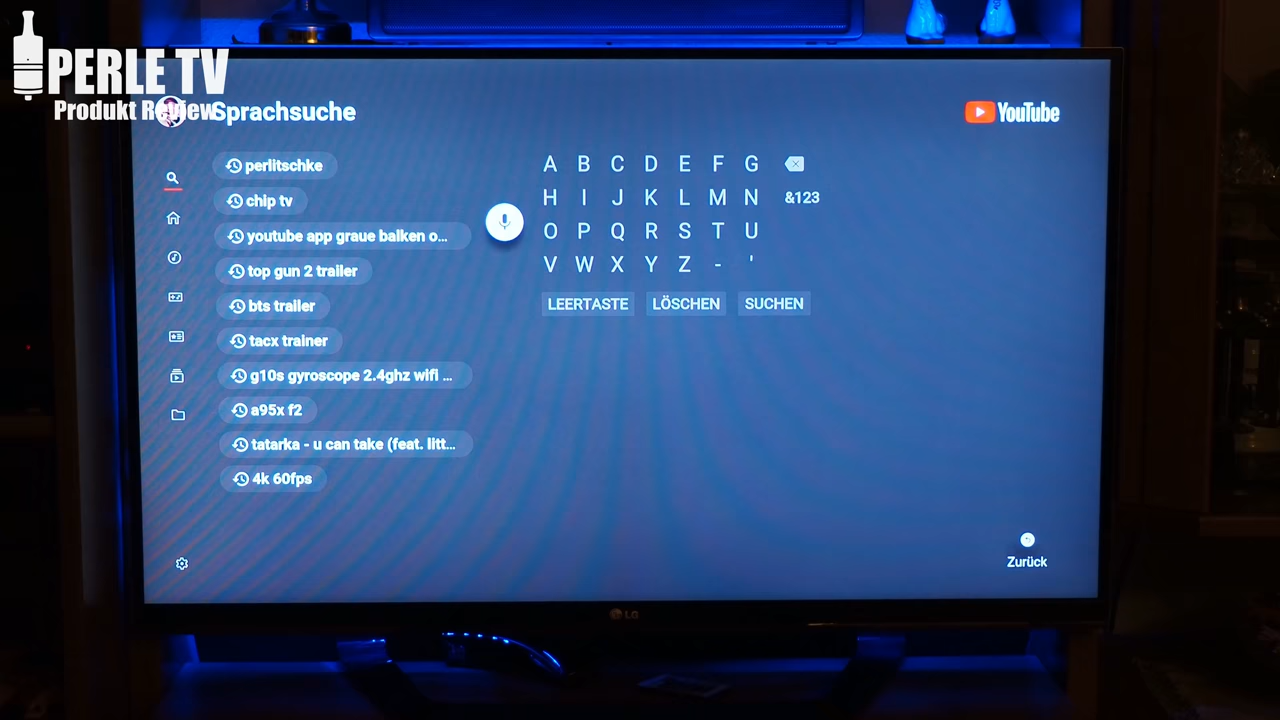 PERLE TV
Produkt Review
Sprachsuche
YouTube
perlitschke
chip tv
youtube app graue balken o...
top gun 2 trailer
bts trailer
tacx trainer
g10s gyroscope 2.4ghz wifi ...
a95x f2
tatarka - u can take (feat. litt...
4k 60fps
A B C D E F G
H I J K L M N &123
O P Q R S T U
V W X Y Z - '
LEERTASTE LÖSCHEN SUCHEN
Zurück
LG